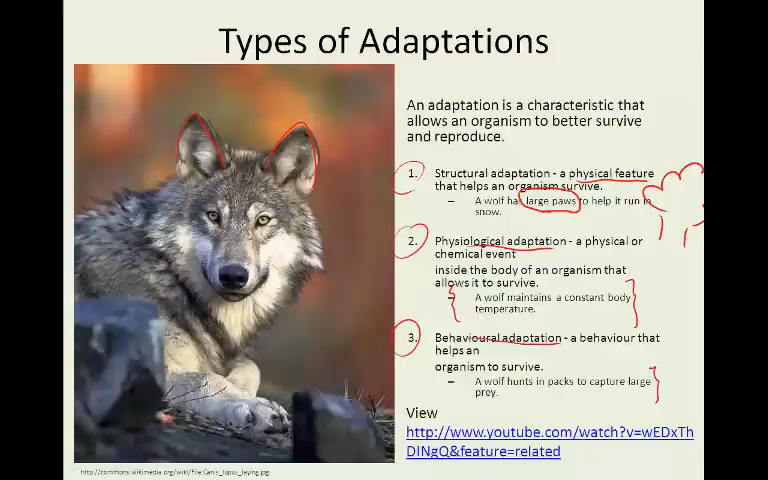 Types of Adaptations
An adaptation is a characteristic that
allows an organism to better survive
and reproduce.
1. Structural adaptation - a physical feature
that helps an organism survive.
– A wolf has large paws to help it run in
snow.
2. Physiological adaptation - a physical or
chemical event
inside the body of an organism that
allows it to survive.
– A wolf maintains a constant body
temperature.
3. Behavioural adaptation - a behaviour that
helps an
organism to survive.
– A wolf hunts in packs to capture large
prey.
View
http://www.youtube.com/watch?v=wEDxTh
DINgQ&feature=related
http://commons.wikimedia.org/wiki/File:Canis_lupus_laying.jpg